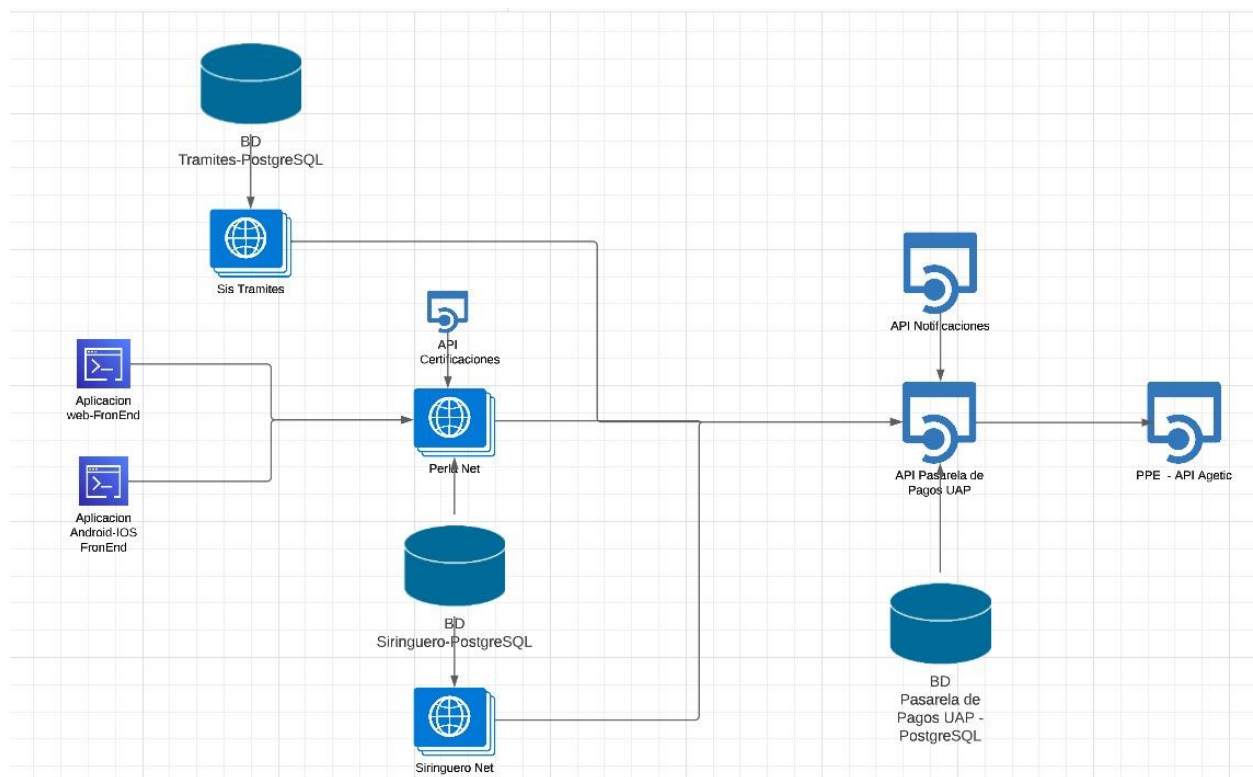 BD
Tramites-PostgreSQL
Sis Tramites
API
Certificaciones
API Notificaciones
Aplicacion
web-FronEnd
Perla Net
API Pasarela de
Pagos UAP
PPE - API Agetic
Aplicacion
Android-IOS
FronEnd
BD
Siringuero-PostgreSQL
BD
Pasarela de
Pagos UAP -
PostgreSQL
Siringuero Net